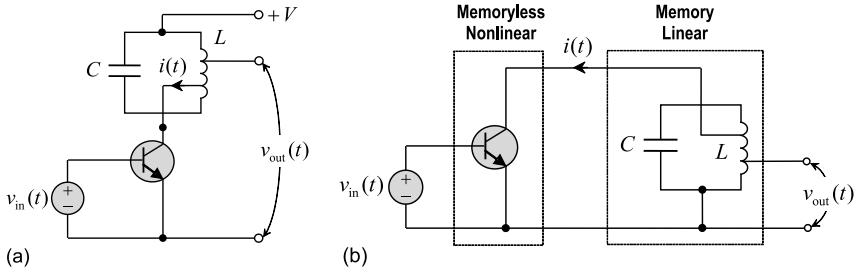 +V
L
C
i(t)
v_out(t)
v_in(t)
+
−
(a)
Memoryless
Nonlinear
Memory
Linear
i(t)
C
L
v_in(t)
+
−
v_out(t)
(b)